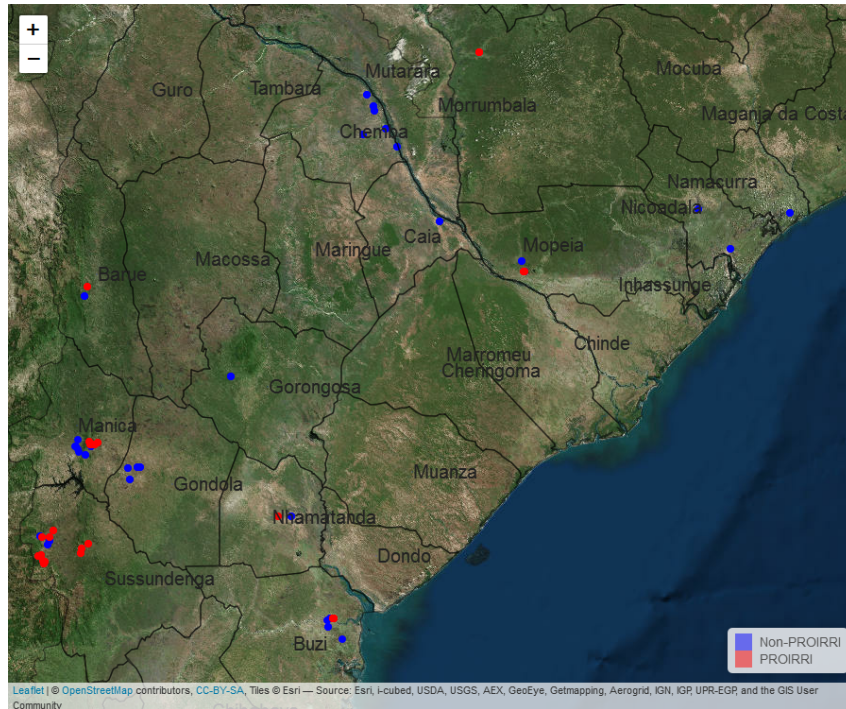 +
−
Guro
Tambara
Mutarara
Mocuba
Morrumbala
Maganja da Costa
Chemba
Namacurra
Nicoadala
Caia
Mopeia
Maringue
Macossa
Barue
Inhassunge
Chinde
Marromeu
Cheringoma
Gorongosa
Manica
Muanza
Gondola
Nhamatanda
Dondo
Sussundenga
Buzi
Non-PROIRRI
PROIRRI
Leaflet | © OpenStreetMap contributors, CC-BY-SA, Tiles © Esri — Source: Esri, i-cubed, USDA, USGS, AEX, GeoEye, Getmapping, Aerogrid, IGN, IGP, UPR-EGP, and the GIS User
Community